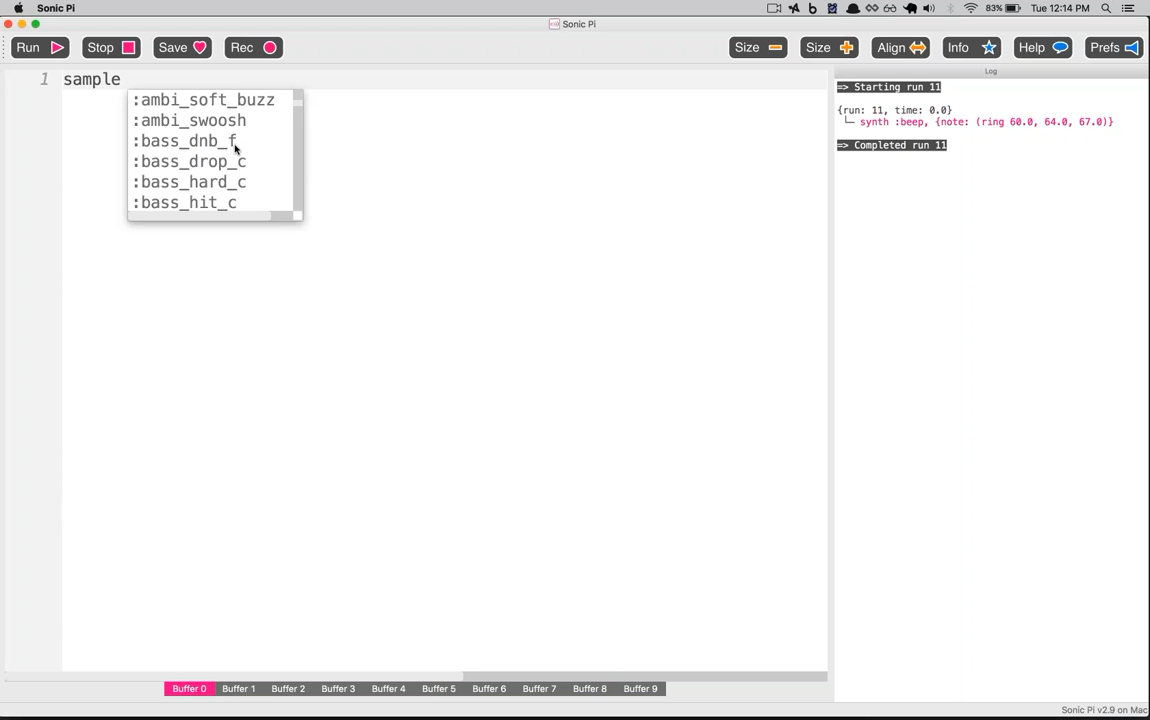 Sonic Pi
83%
Tue 12:14 PM
Sonic Pi
Run
Stop
Save
Rec
Size
Size
Align
Info
Help
Prefs
1 sample
:ambi_soft_buzz
:ambi_swoosh
:bass_dnb_f
:bass_drop_c
:bass_hard_c
:bass_hit_c
Log
=> Starting run 11
{run: 11, time: 0.0}
└─ synth :beep, {note: (ring 60.0, 64.0, 67.0)}
=> Completed run 11
Buffer 0 Buffer 1 Buffer 2 Buffer 3 Buffer 4 Buffer 5 Buffer 6 Buffer 7 Buffer 8 Buffer 9
Sonic Pi v2.9 on Mac